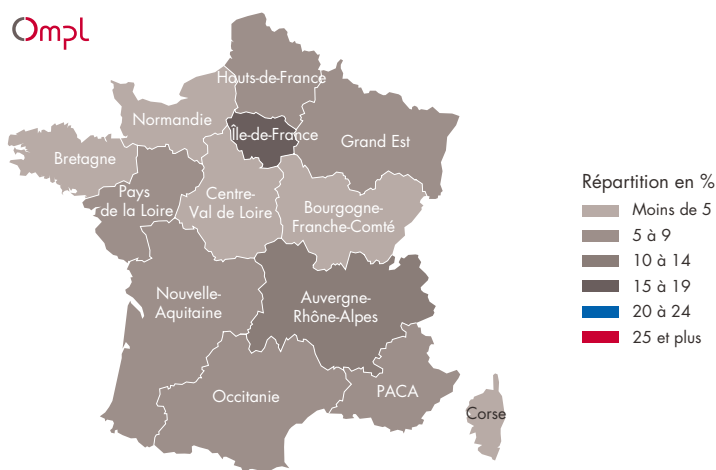 Ompl
Hauts-de-France
Normandie
Île-de-France
Grand Est
Bretagne
Pays
de la Loire
Centre-
Val de Loire
Bourgogne-
Franche-Comté
Nouvelle-
Aquitaine
Auvergne-
Rhône-Alpes
Occitanie
PACA
Corse
Répartition en %
Moins de 5
5 à 9
10 à 14
15 à 19
20 à 24
25 et plus